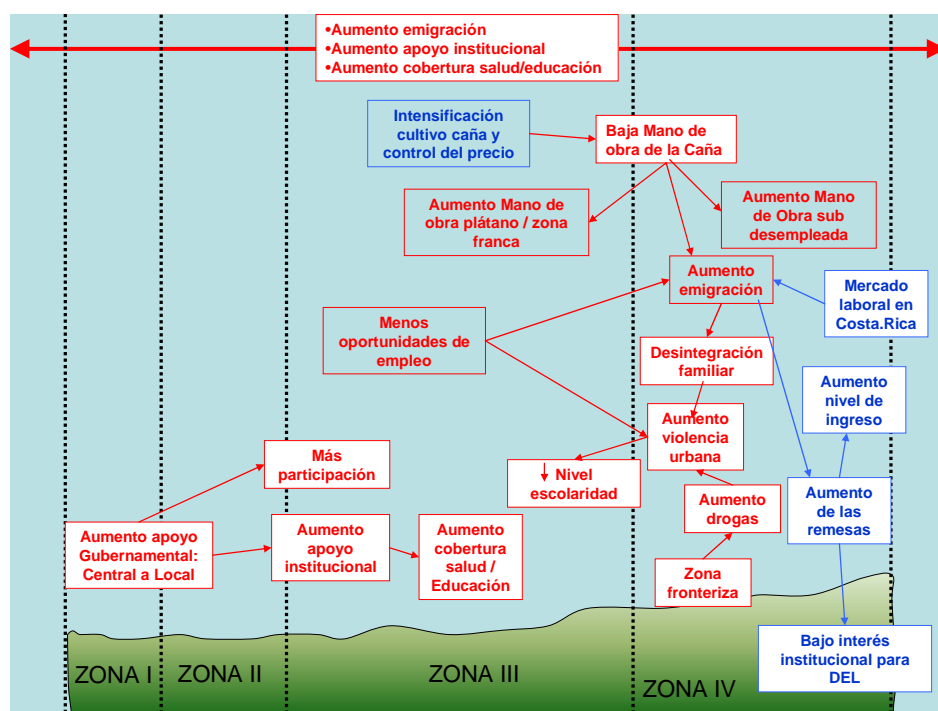 •Aumento emigración
•Aumento apoyo institucional
•Aumento cobertura salud/educación
Intensificación
cultivo caña y
control del precio
Baja Mano de
obra de la Caña
Aumento Mano de
obra plátano / zona
franca
Aumento Mano
de Obra sub
desempleada
Aumento
emigración
Mercado
laboral en
Costa.Rica
Menos
oportunidades de
empleo
Desintegración
familiar
Aumento
nivel de
ingreso
Aumento
violencia
urbana
Más
participación
↓ Nivel
escolaridad
Aumento
drogas
Aumento
de las
remesas
Aumento apoyo
Gubernamental:
Central a Local
Aumento
apoyo
institucional
Aumento
cobertura
salud /
Educación
Zona
fronteriza
Bajo interés
institucional para
DEL
ZONA I
ZONA II
ZONA III
ZONA IV